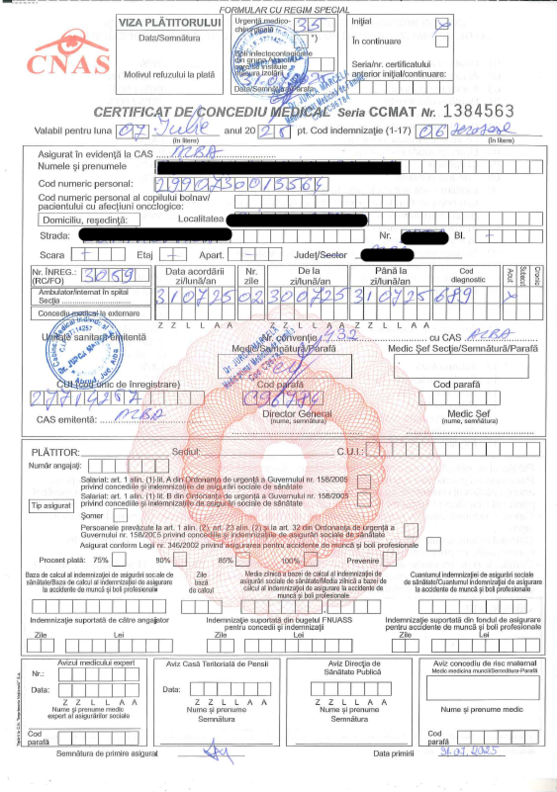 FORMULAR CU REGIM SPECIAL
CNAS
VIZA PLĂTITORULUI
Data/Semnătura
Motivul refuzului la plată
Urgență medico-
Data/Semnătura/Parafa
Inițial
În continuare
Seria/nr. certificatului
anterior inițial/continuare:
CERTIFICAT DE CONCEDIU MEDICAL Seria CCMAT Nr. 1384563
Valabil pentru luna 07 Iulie anul 2025 pt. Cod indemnizație (1-17) 06
(în litere) (în litere)
Asigurat în evidență la CAS
Numele și prenumele
Cod numeric personal:
Cod numeric personal al copilului bolnav/
pacientului cu afecțiuni oncologice:
Domiciliu, reședință: Localitatea
Strada: Nr. Bl.
Scara Etaj Apart. Județ/Sector
Nr. ÎNREG.:
(RC/FO)
3059
Data acordării
zi/lună/an
Nr.
zile
De la
zi/lună/an
Până la
zi/lună/an
Cod
diagnostic
Acut
Subacut
Cronic
Ambulator/internat în spital
Secția
310725 02 300725 310725 689
Concediu medical la externare
Z Z L L A A Z Z L L A A
Unitate sanitară emitentă Nr. convenție cu CAS
Medic/Semnătură/Parafă
Medic Șef Secție/Semnătură/Parafă
CUI (cod unic de înregistrare)
Cod parafă
Cod parafă
CAS emitentă:
Director General
(nume, semnătura)
Medic Șef
(nume, semnătura)
PLĂTITOR: Sediul: C.U.I.:
Număr angajați:
Tip asigurat
Salariat: art. 1 alin. (1) lit. A din Ordonanța de urgență a Guvernului nr. 158/2005
privind concediile și indemnizațiile de asigurări sociale de sănătate
Salariat: art. 1 alin. (1) lit. B din Ordonanța de urgență a Guvernului nr. 158/2005
privind concediile și indemnizațiile de asigurări sociale de sănătate
Șomer
Persoanele prevăzute la art. 1 alin. (2), art. 23 alin. (2) și la art. 32 din Ordonanța de urgență a
Guvernului nr. 158/2005 privind concediile și indemnizațiile de asigurări sociale de sănătate
Asigurat conform Legii nr. 346/2002 privind asigurarea pentru accidente de muncă și boli profesionale
Procent plată: 75% 80% 85% 100% Prevenire
Baza de calcul al indemnizației de asigurări sociale de
sănătate/Baza de calcul al indemnizației de asigurare
la accidente de muncă și boli profesionale
Zile
bază
de calcul
Media zilnică a bazei de calcul al indemnizației de
asigurări sociale de sănătate/Media zilnică a bazei de
calcul al indemnizației de asigurare la accidente de
muncă și boli profesionale
Cuantumul indemnizației de asigurări sociale
de sănătate/Cuantumul indemnizației de asigurare
la accidente de muncă și boli profesionale
Indemnizație suportată de către angajator
Zile Lei
Indemnizație suportată din bugetul FNUASS
pentru concedii și indemnizații
Zile Lei
Indemnizație suportată din fondul de asigurare
pentru accidente de muncă și boli profesionale
Zile Lei
Avizul medicului expert
Nr.:
Data:
Z Z L L A A
Nume și prenume medic
expert al asigurărilor sociale
Cod
parafă
Aviz Casă Teritorială de Pensii
Data:
Z Z L L A A
Nume și prenume
Semnătura
Aviz Direcția de
Sănătate Publică
Z Z L L A A
Nume și prenume
Semnătura
Aviz concediu de risc maternal
Medic medicina muncii/Semnătura-Parafa
Nume și prenume medic
Cod
parafă
Semnătura de primire asigurat
Data primirii 31.07.2025